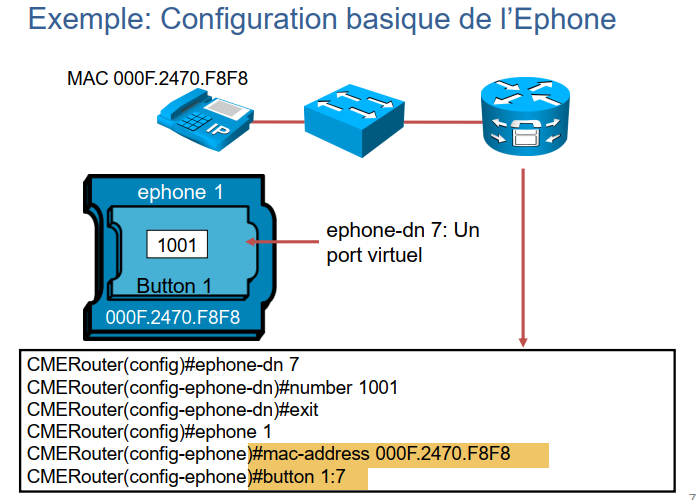 Exemple: Configuration basique de l'Ephone
MAC 000F.2470.F8F8
IP
ephone 1
1001
Button 1
000F.2470.F8F8
ephone-dn 7: Un
port virtuel
CMERouter(config)#ephone-dn 7
CMERouter(config-ephone-dn)#number 1001
CMERouter(config-ephone-dn)#exit
CMERouter(config)#ephone 1
CMERouter(config-ephone)#mac-address 000F.2470.F8F8
CMERouter(config-ephone)#button 1:7
7